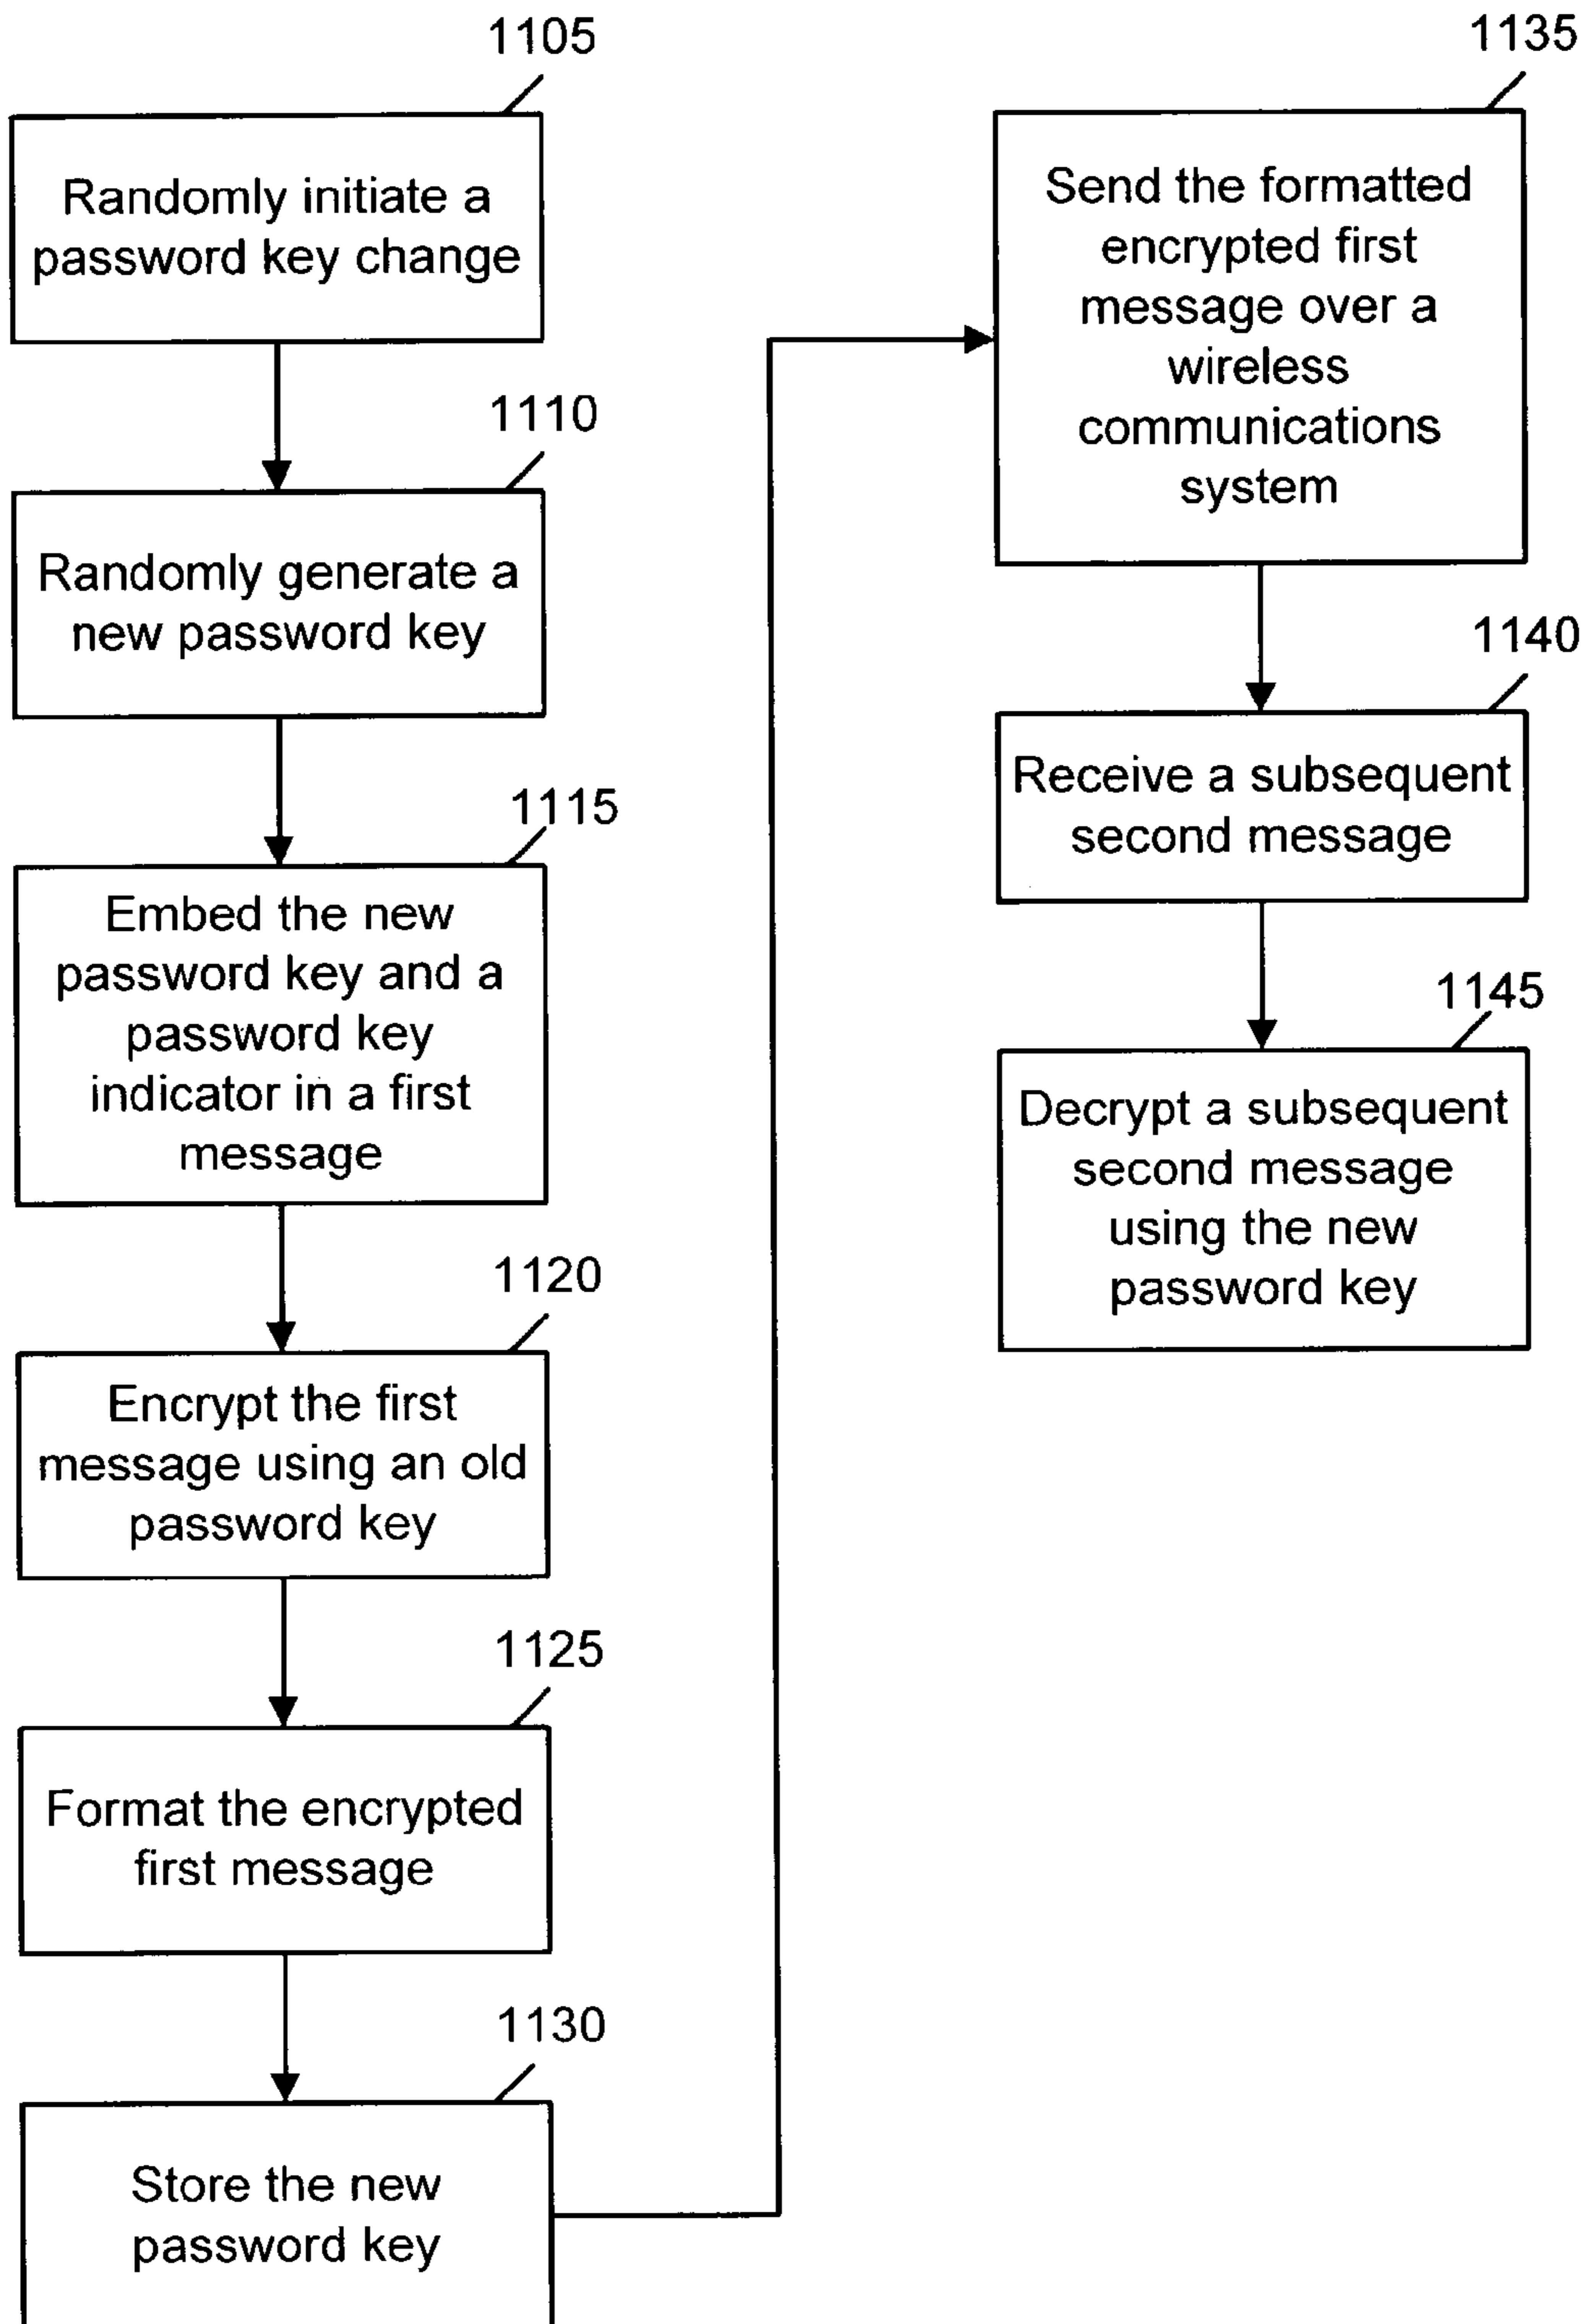 1105
Randomly initiate a
password key change
1110
Randomly generate a
new password key
1115
Embed the new
password key and a
password key
indicator in a first
message
1120
Encrypt the first
message using an old
password key
1125
Format the encrypted
first message
1130
Store the new
password key
1135
Send the formatted
encrypted first
message over a
wireless
communications
system
1140
Receive a subsequent
second message
1145
Decrypt a subsequent
second message
using the new
password key